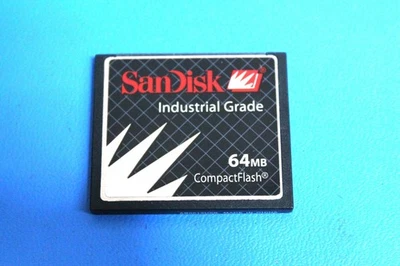 SanDisk
Industrial Grade
64MB
CompactFlash®